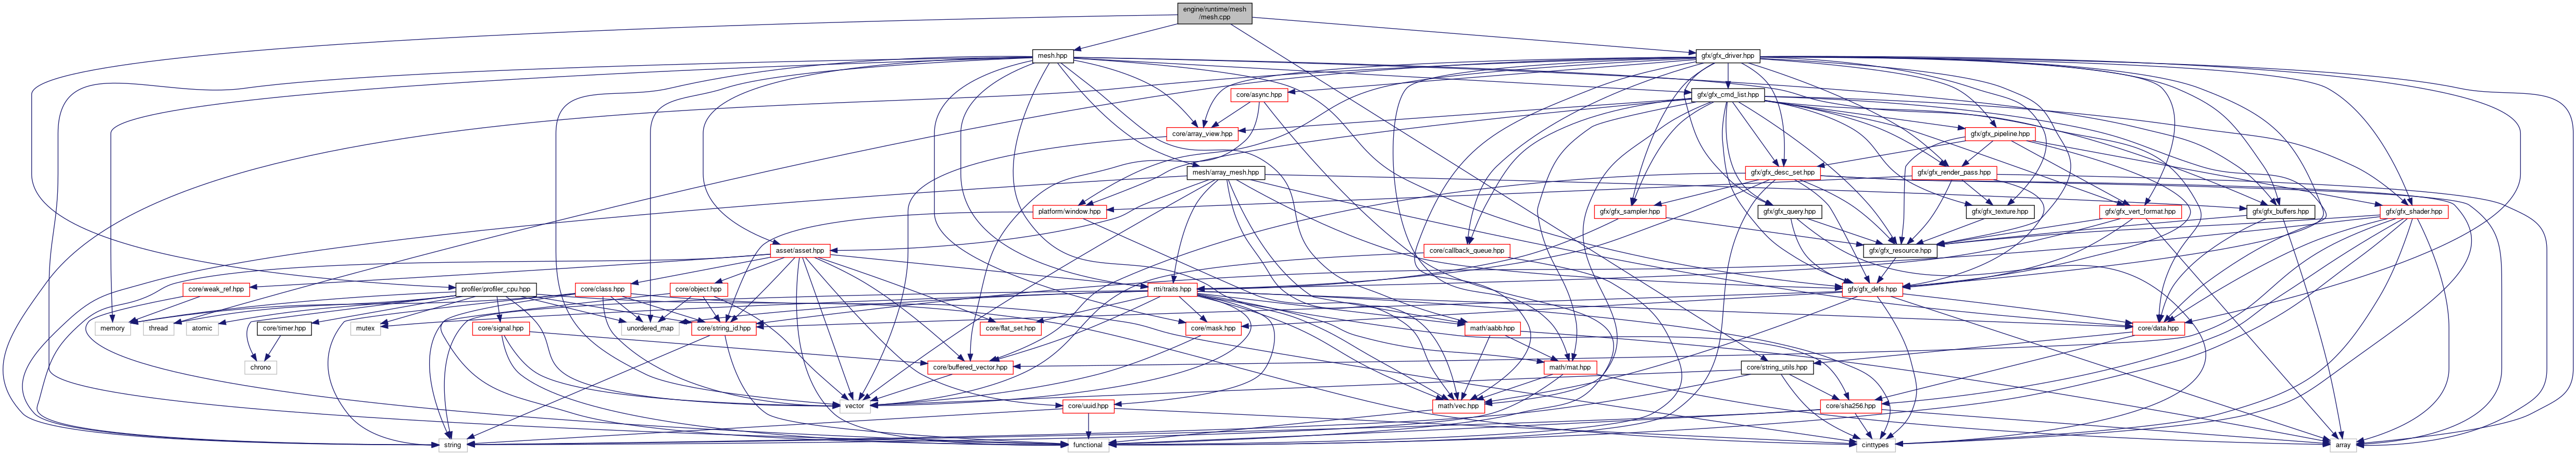 engine/runtime/mesh
/mesh.cpp
mesh.hpp
gfx/gfx_driver.hpp
core/async.hpp
gfx/gfx_cmd_list.hpp
core/array_view.hpp
gfx/gfx_pipeline.hpp
mesh/array_mesh.hpp
gfx/gfx_desc_set.hpp
gfx/gfx_render_pass.hpp
platform/window.hpp
gfx/gfx_sampler.hpp
gfx/gfx_query.hpp
gfx/gfx_texture.hpp
gfx/gfx_vert_format.hpp
gfx/gfx_buffers.hpp
gfx/gfx_shader.hpp
asset/asset.hpp
core/callback_queue.hpp
gfx/gfx_resource.hpp
core/weak_ref.hpp
profiler/profiler_cpu.hpp
core/class.hpp
core/object.hpp
rtti/traits.hpp
gfx/gfx_defs.hpp
memory
thread
atomic
core/timer.hpp
mutex
core/signal.hpp
unordered_map
core/string_id.hpp
core/flat_set.hpp
core/mask.hpp
math/aabb.hpp
core/data.hpp
chrono
core/buffered_vector.hpp
math/mat.hpp
core/string_utils.hpp
vector
core/uuid.hpp
math/vec.hpp
core/sha256.hpp
string
functional
cinttypes
array